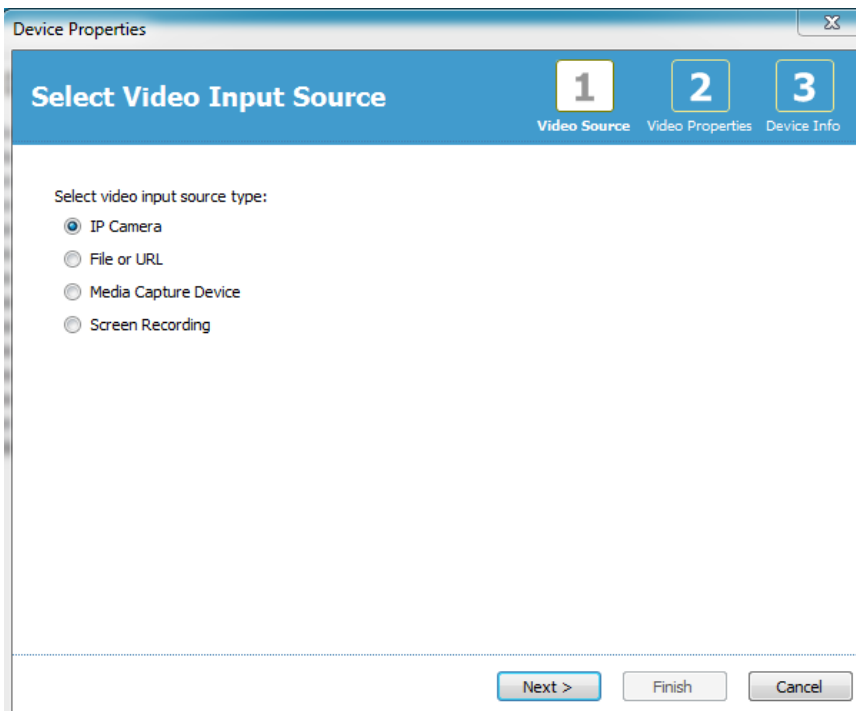 Device Properties
X
Select Video Input Source
1 2 3
Video Source Video Properties Device Info
Select video input source type:
IP Camera
File or URL
Media Capture Device
Screen Recording
Next > Finish Cancel